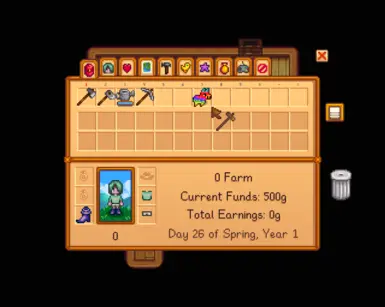 0 Farm
Current Funds: 500g
Total Earnings: 0g
0
Day 26 of Spring, Year 1